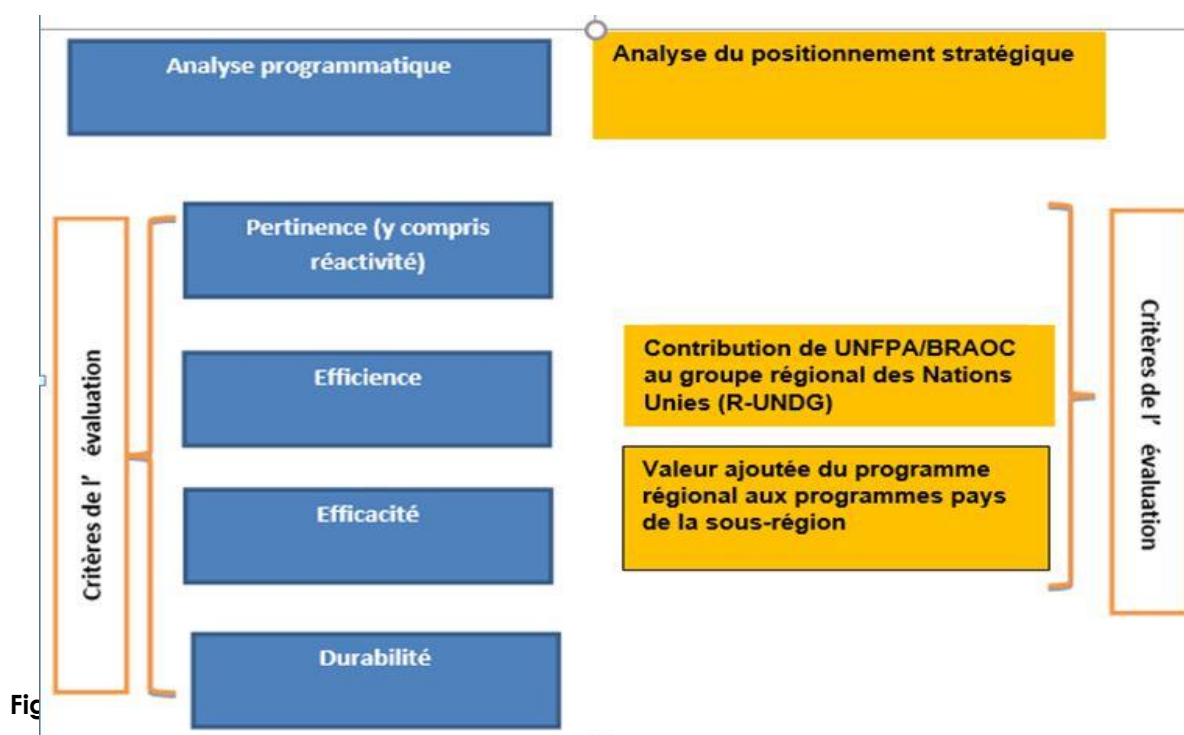 Analyse programmatique
Analyse du positionnement stratégique
Critères de l' évaluation
Pertinence (y compris
réactivité)
Efficience
Efficacité
Durabilité
Contribution de UNFPA/BRAOC
au groupe régional des Nations
Unies (R-UNDG)
Valeur ajoutée du programme
régional aux programmes pays
de la sous-région
Critères de l' évaluation
Fig